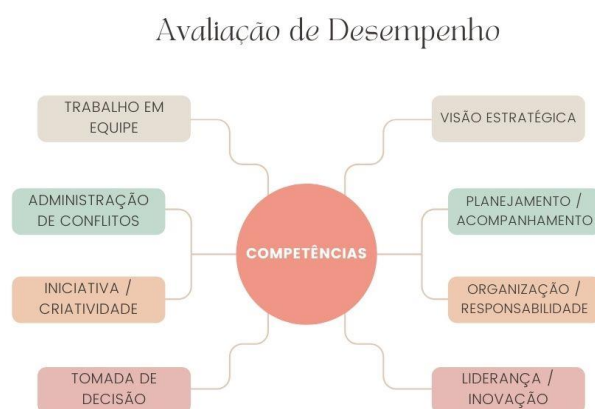 Avaliação de Desempenho
TRABALHO EM
EQUIPE
VISÃO ESTRATÉGICA
ADMINISTRAÇÃO
DE CONFLITOS
PLANEJAMENTO /
ACOMPANHAMENTO
COMPETÊNCIAS
INICIATIVA /
CRIATIVIDADE
ORGANIZAÇÃO /
RESPONSABILIDADE
TOMADA DE
DECISÃO
LIDERANÇA /
INOVAÇÃO